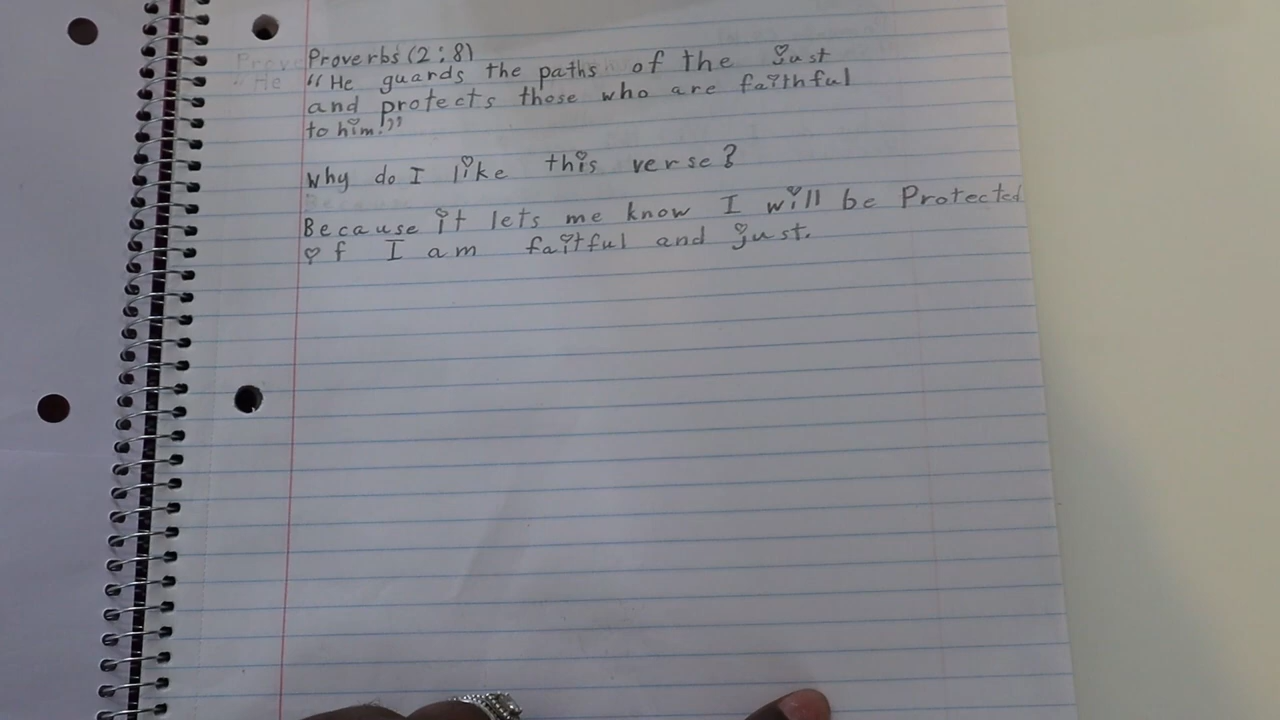 Proverbs (2:8)
"He guards the paths of the just
and protects those who are faithful
to him."
Why do I like this verse?
Because it lets me know I will be Protected
if I am faitful and just.